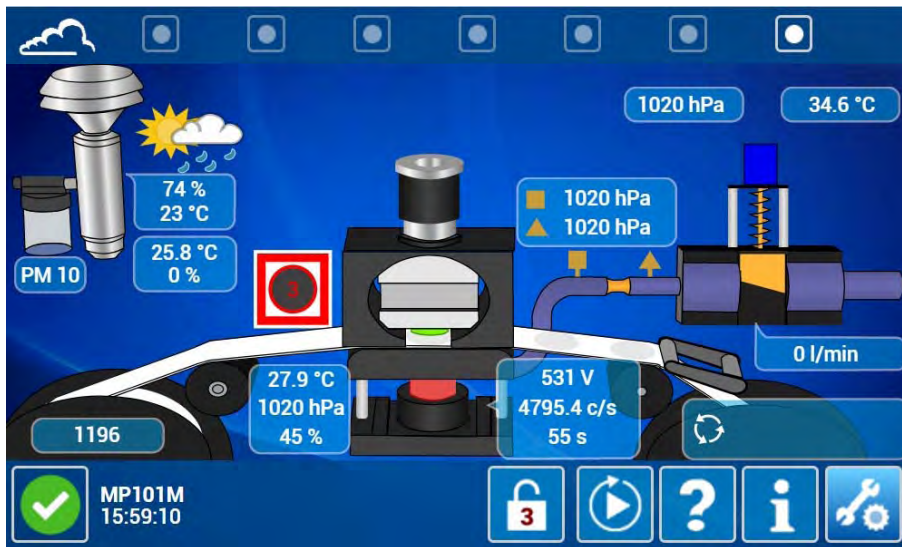 1020 hPa
34.6 °C
74 %
23 °C
1020 hPa
1020 hPa
25.8 °C
0 %
PM 10
3
0 l/min
27.9 °C
1020 hPa
45 %
531 V
4795.4 c/s
55 s
1196
MP101M
15:59:10
3
?
i